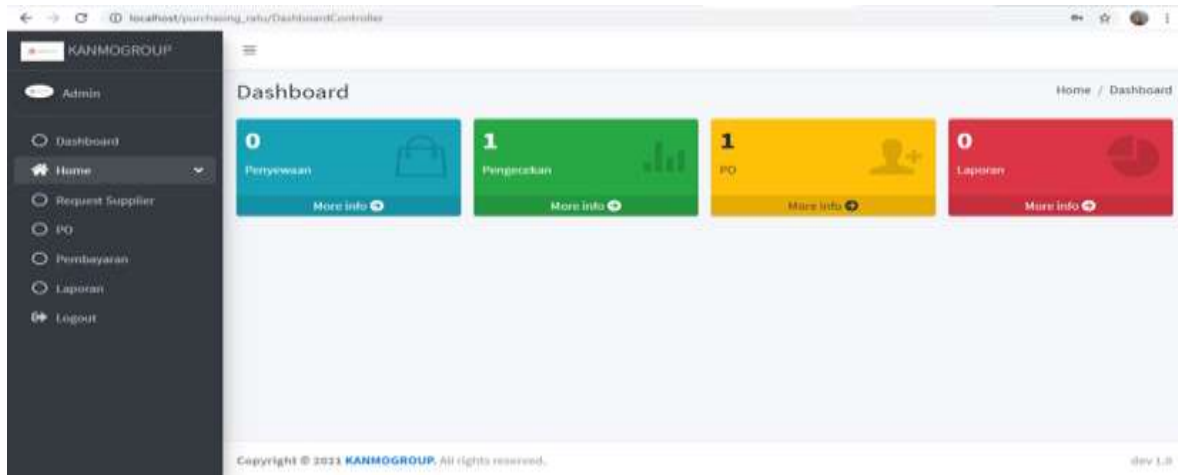 localhost/purchasing_ratu/DashboardController
KANMOGROUP
Admin
Dashboard
Home
Request Supplier
PO
Pembayaran
Laporan
Logout
Dashboard
Home / Dashboard
0
Penyewaan
More info
1
Pengecekan
More info
1
PO
More info
0
Laporan
More info
Copyright © 2021 KANMOGROUP. All rights reserved.
dev 1.0